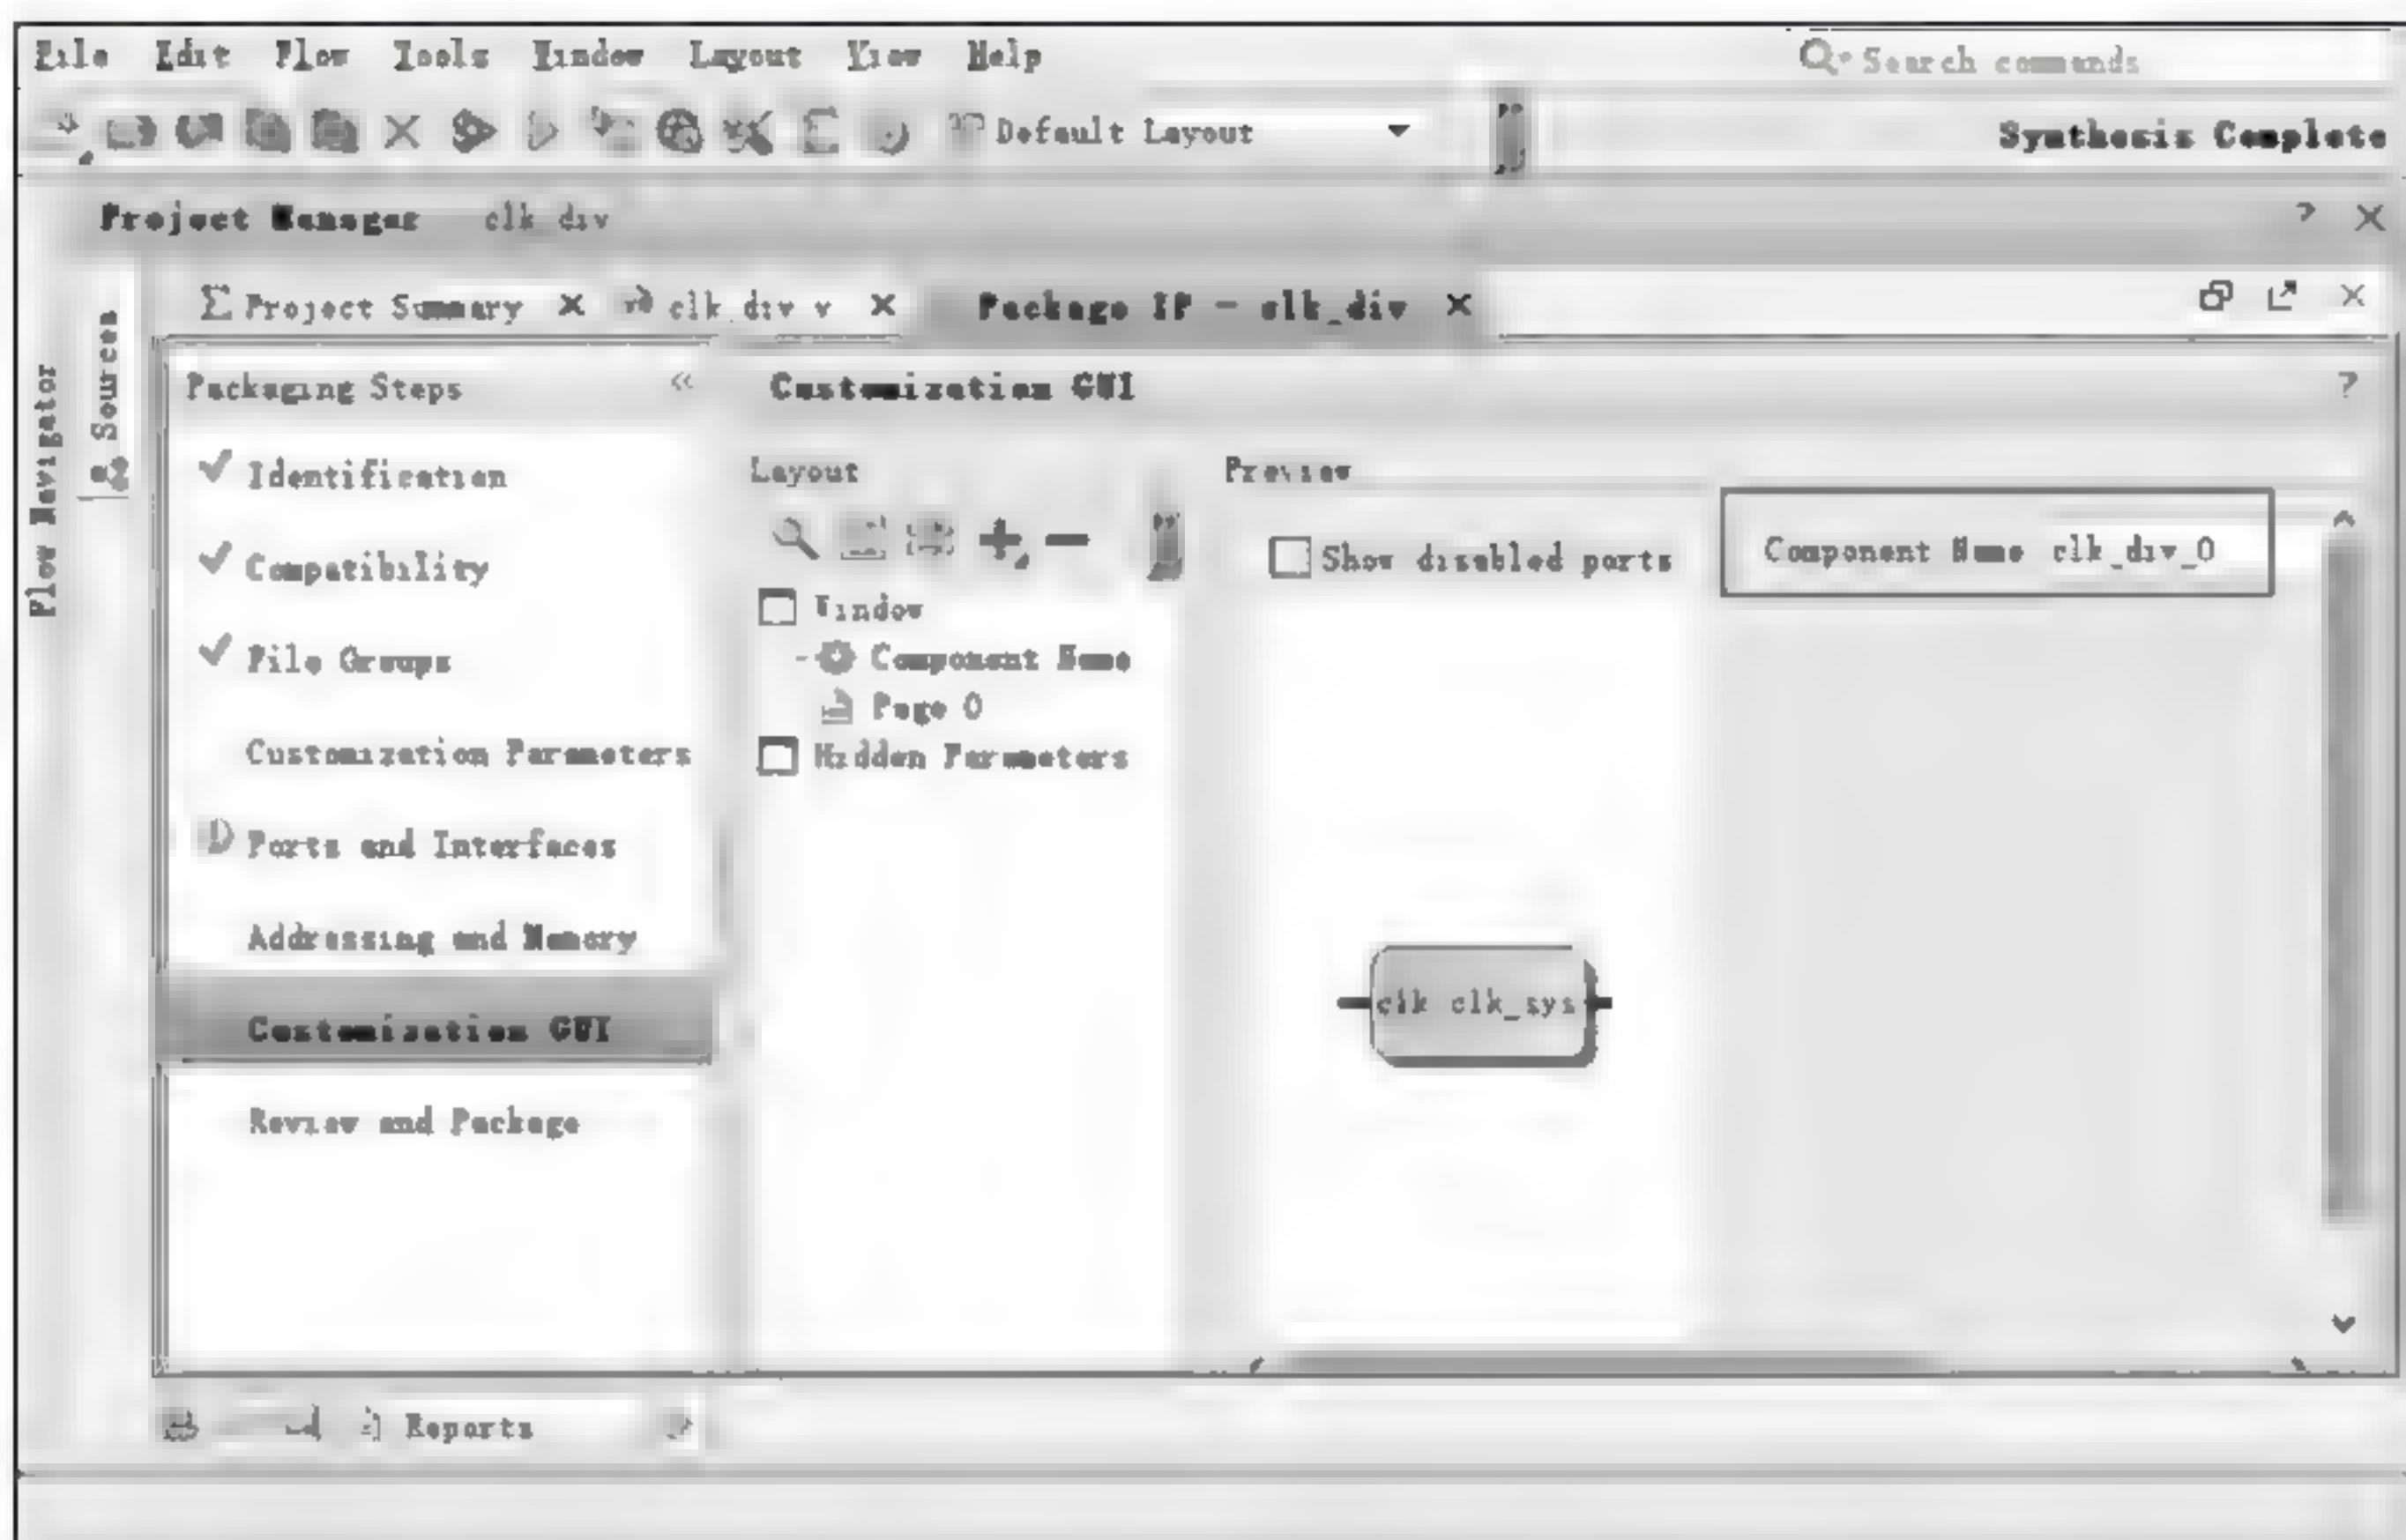 File Edit Flow Tools Window Layout View Help
Search commands
Default Layout
Synthesis Complete
Project Manager clk_div
Flow Navigator
Sources
Project Summary
clk_div v
Package IP - clk_div
Packaging Steps
Identification
Compatibility
File Groups
Customization Parameters
Ports and Interfaces
Addressing and Memory
Customization GUI
Review and Package
Customization GUI
Layout
Window
Component Name
Page 0
Hidden Parameters
Preview
Show disabled ports
Component Name clk_div_0
clk clk_sys
Reports